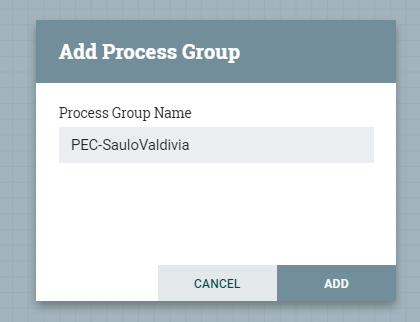 Add Process Group
Process Group Name
PEC-SauloValdivia
CANCEL
ADD